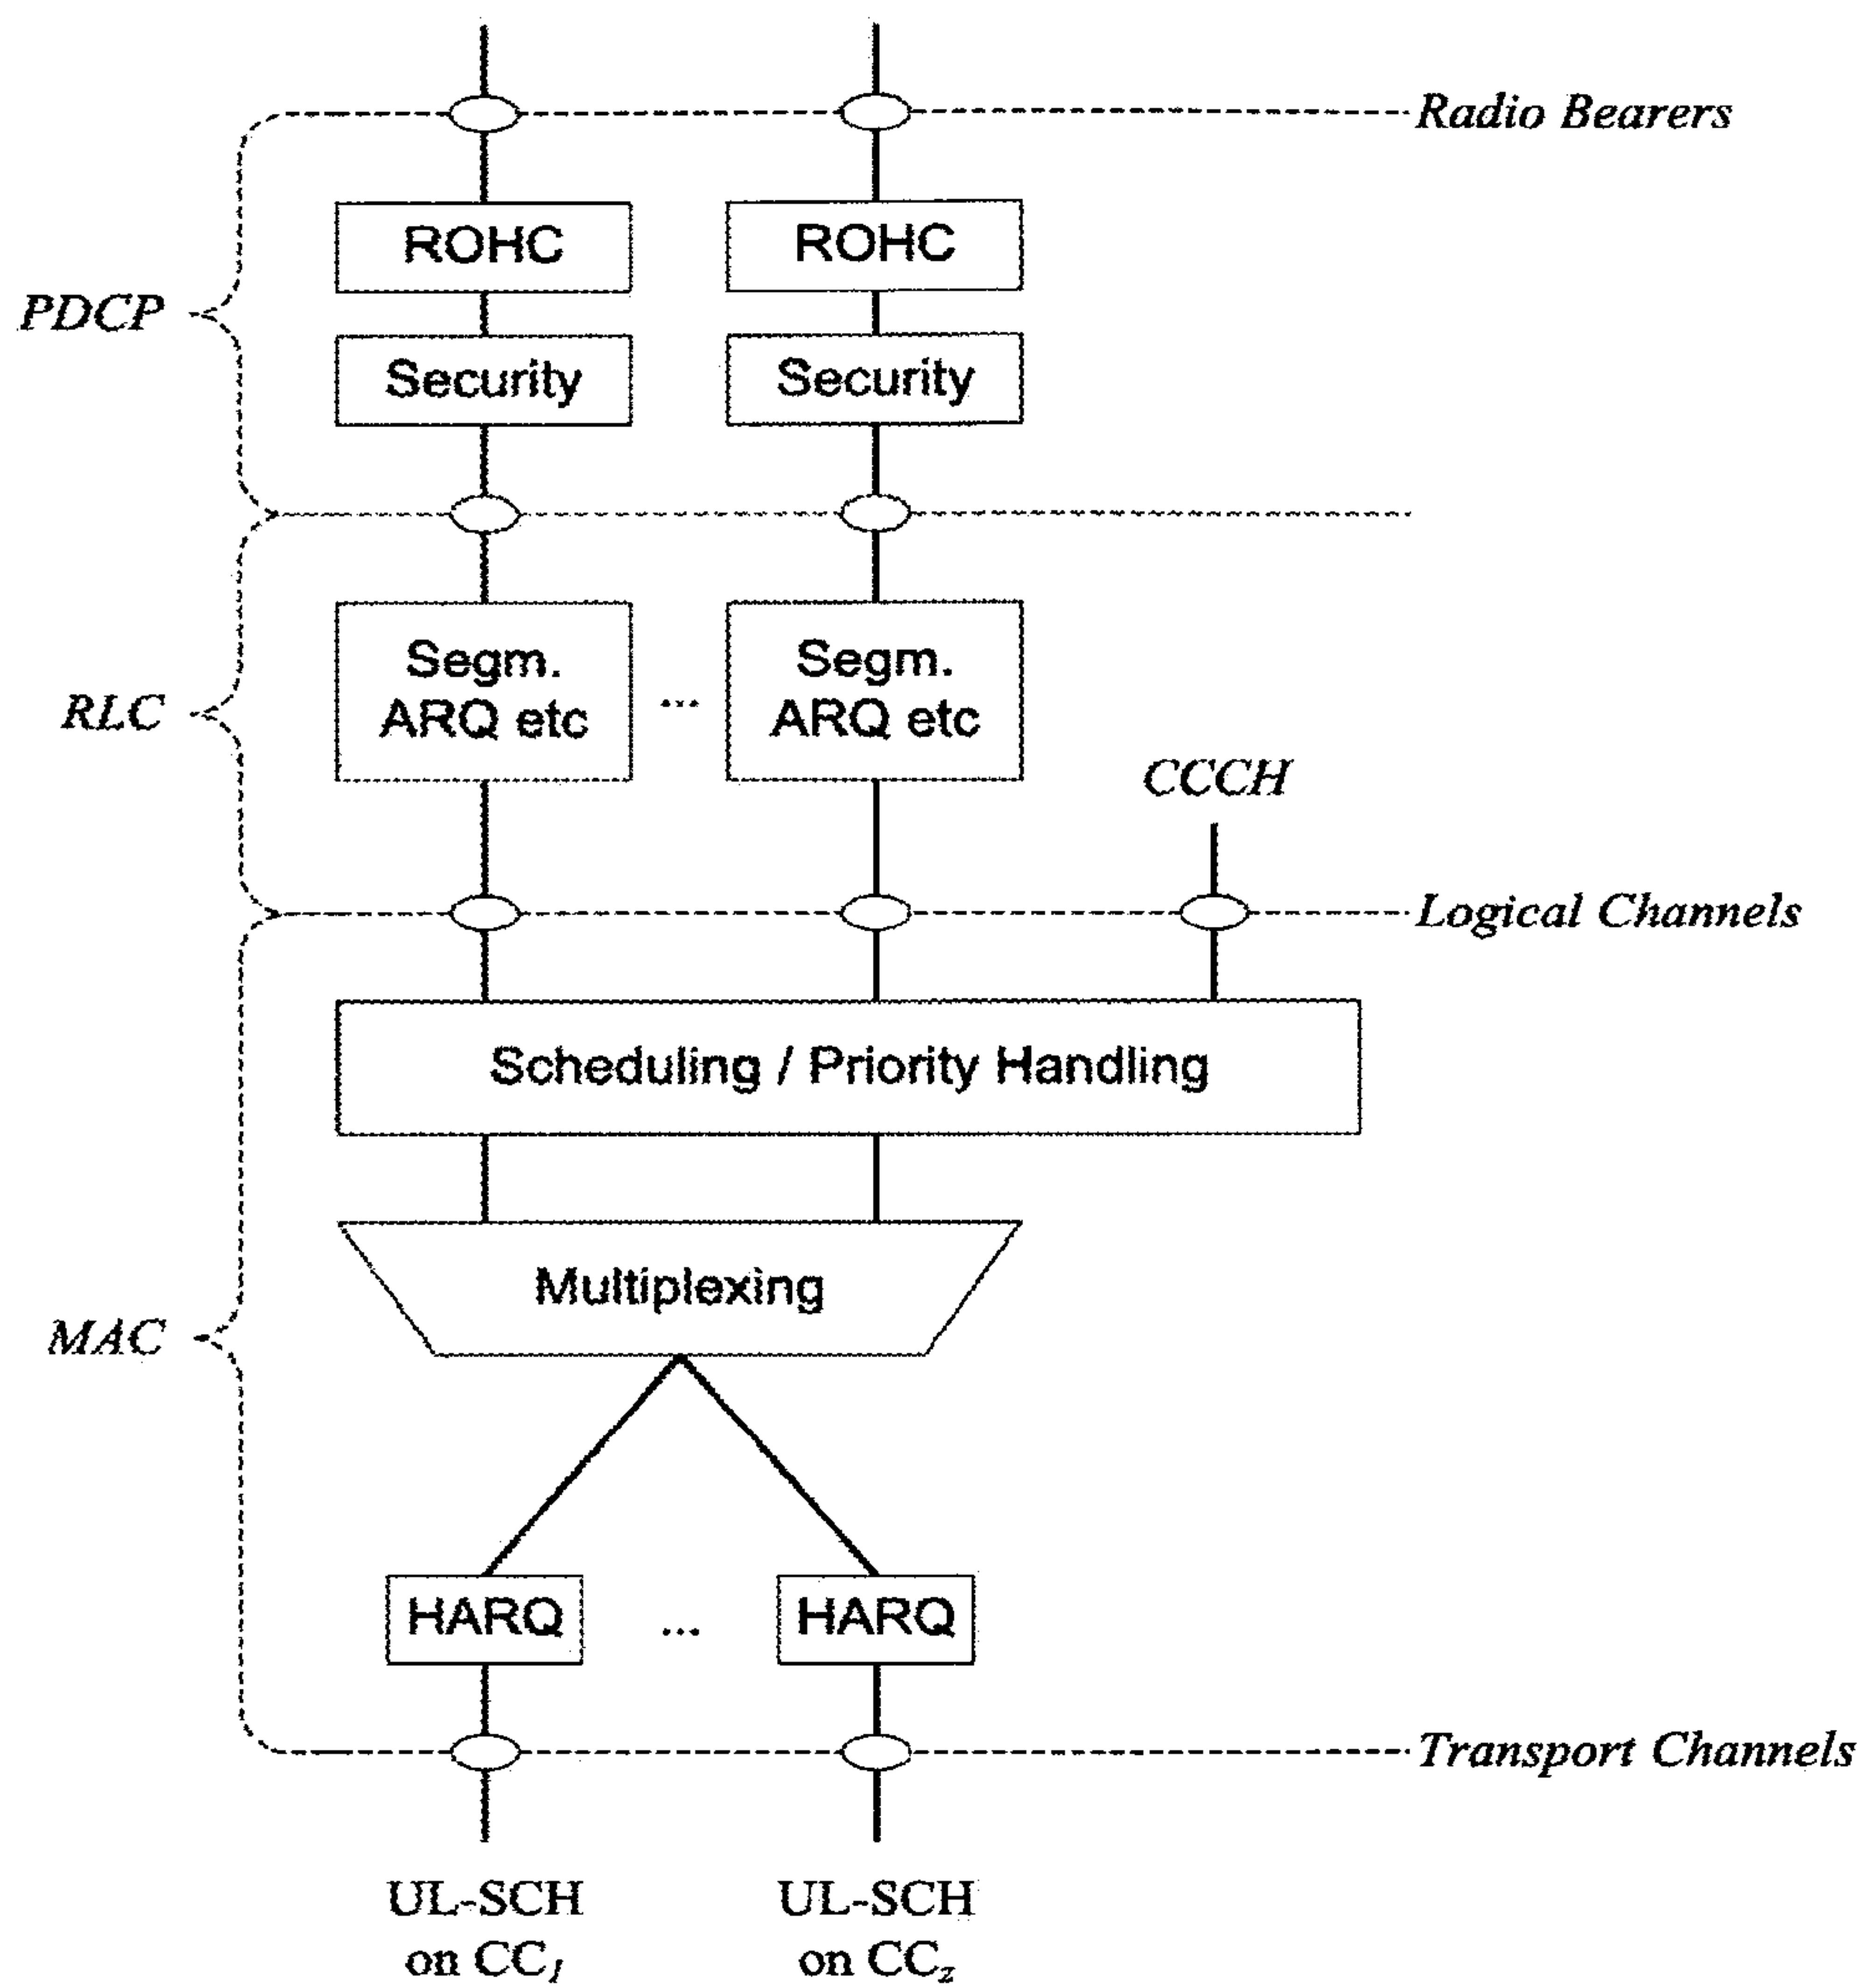 Radio Bearers
ROHC
ROHC
PDCP
Security
Security
Segm.
ARQ etc
...
Segm.
ARQ etc
RLC
CCCH
Logical Channels
Scheduling / Priority Handling
Multiplexing
MAC
HARQ
...
HARQ
Transport Channels
UL-SCH
on CC1
UL-SCH
on CCz